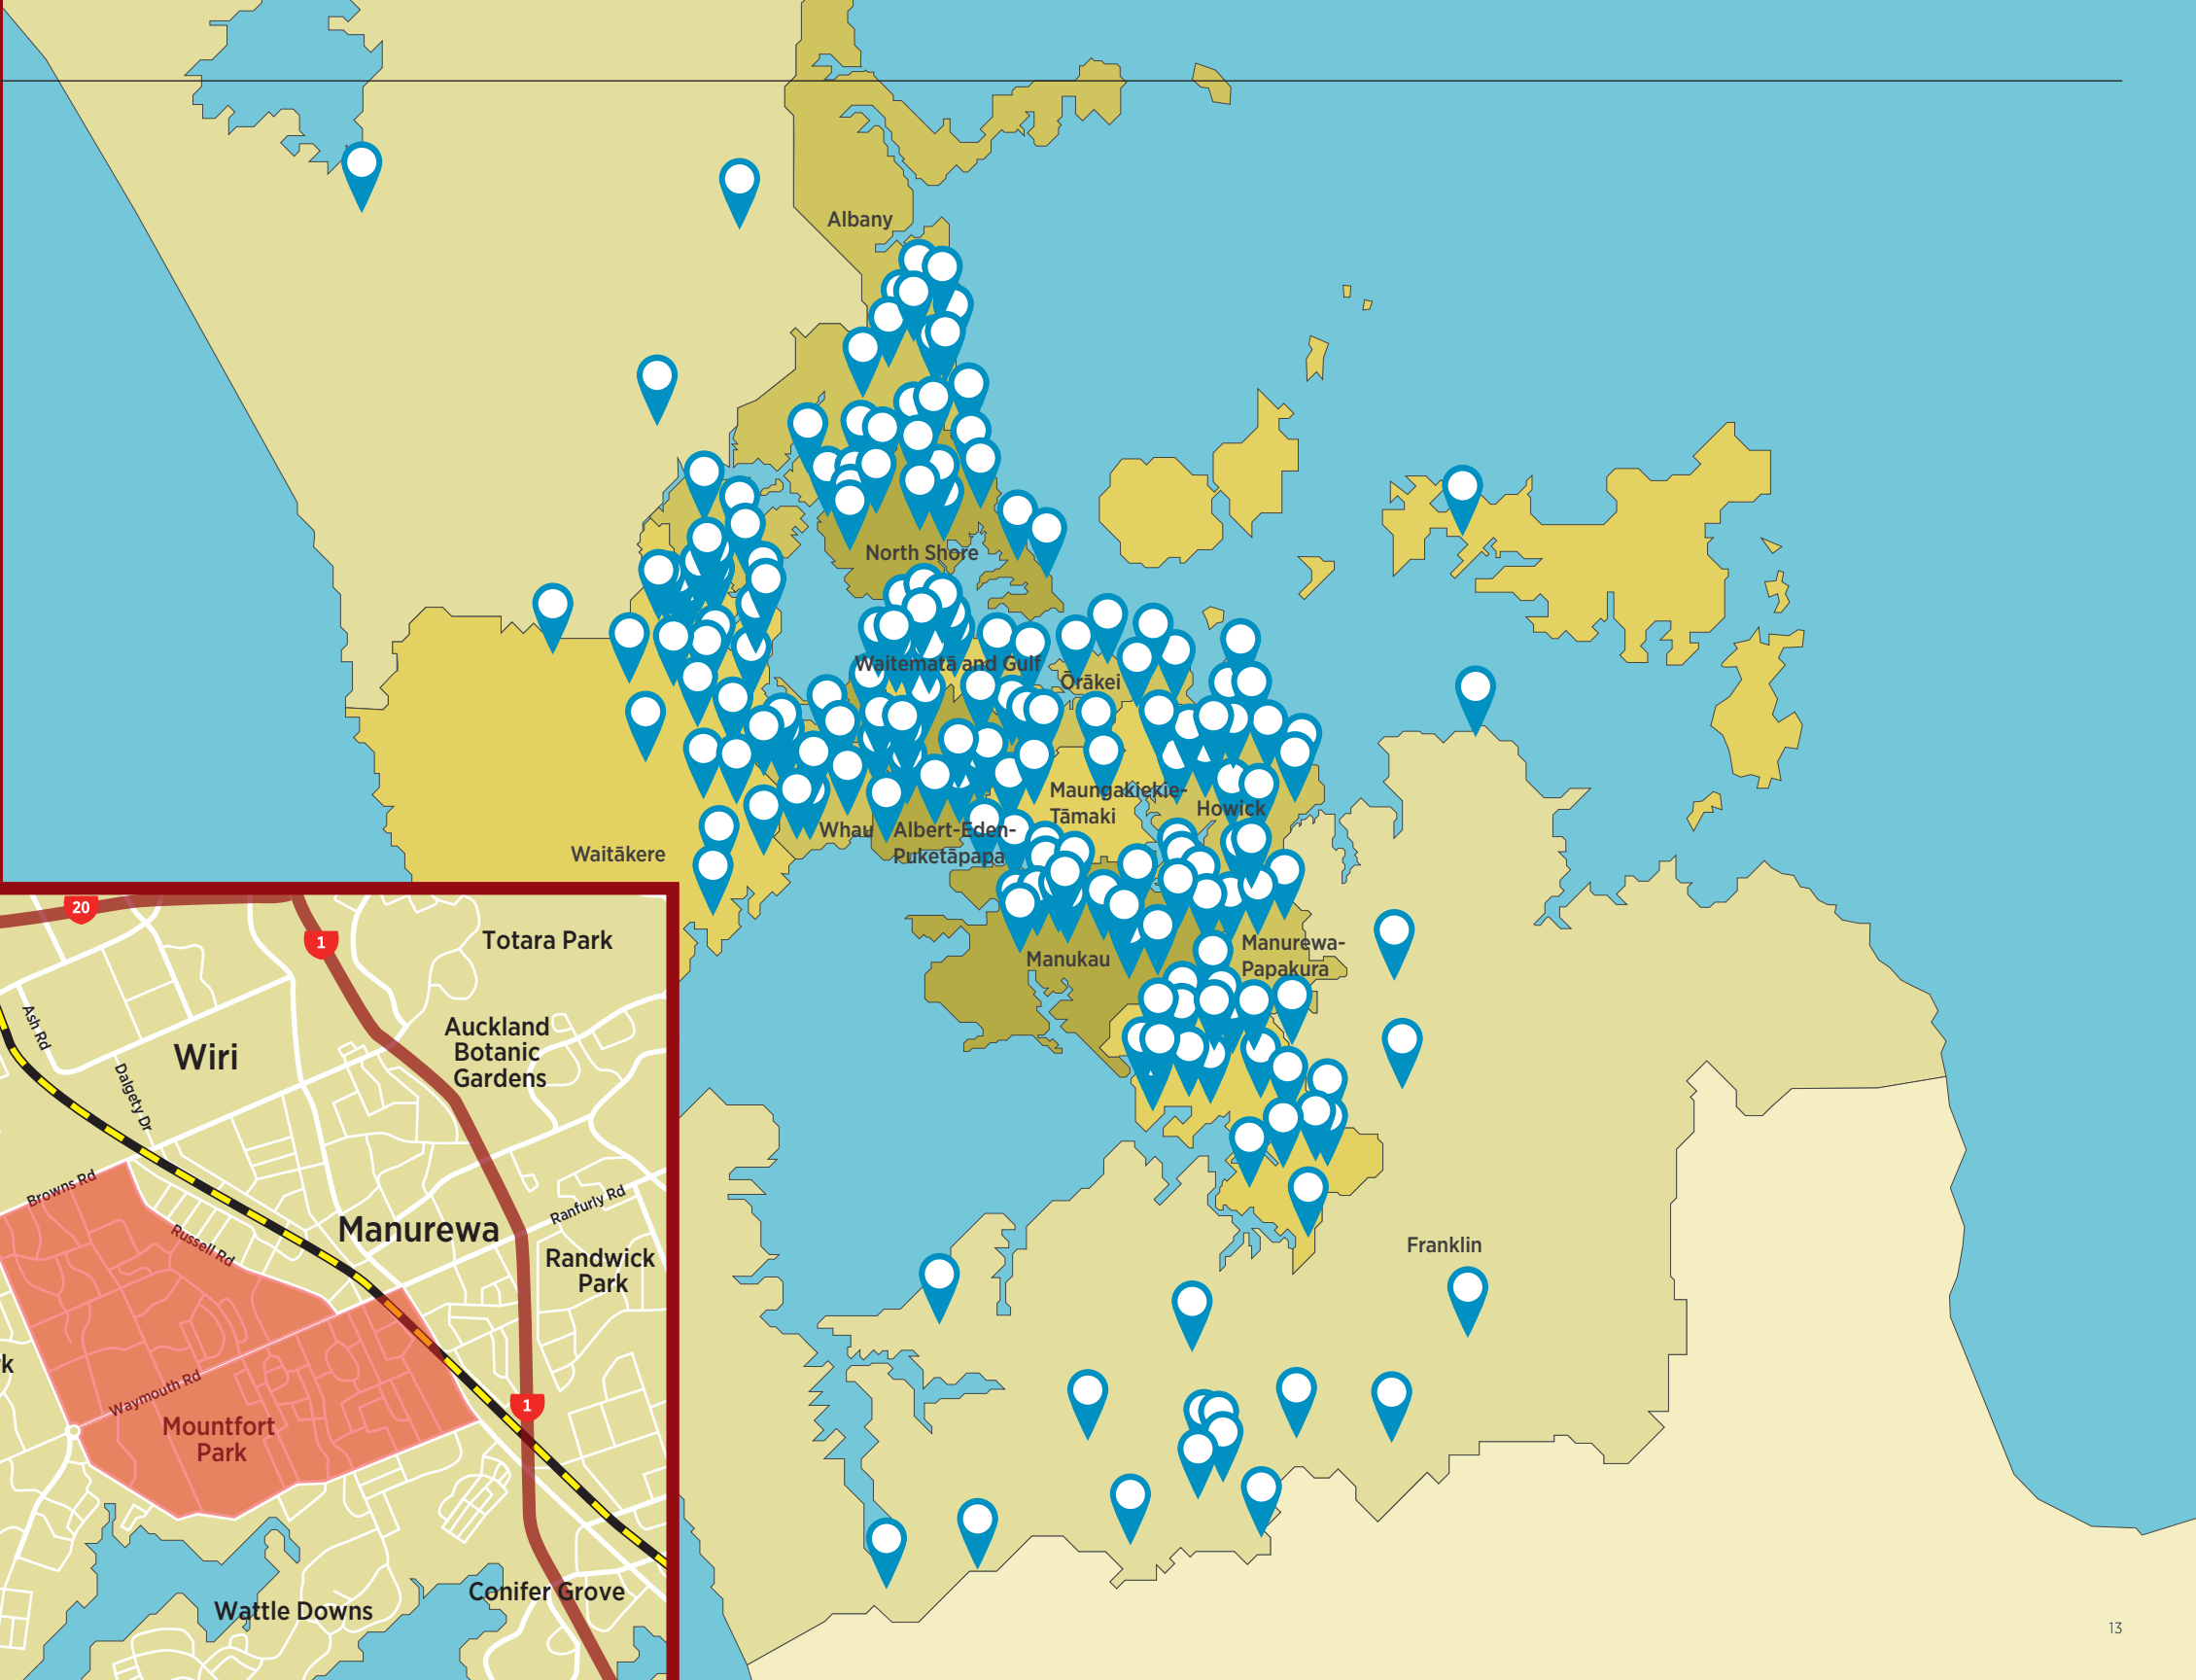 Albany
North Shore
Waitematā and Gulf
Ōrākei
Maungakiekie-
Tāmaki
Howick
Whau
Albert-Eden-
Puketāpapa
Waitākere
Manukau
Manurewa-
Papakura
Franklin
20
1
Totara Park
Ash Rd
Auckland
Botanic
Gardens
Wiri
Dalgety Dr
Browns Rd
Russell Rd
Manurewa
Ranfurly Rd
Randwick
Park
k
Waymouth Rd
1
Mountfort
Park
Conifer Grove
Wattle Downs
13